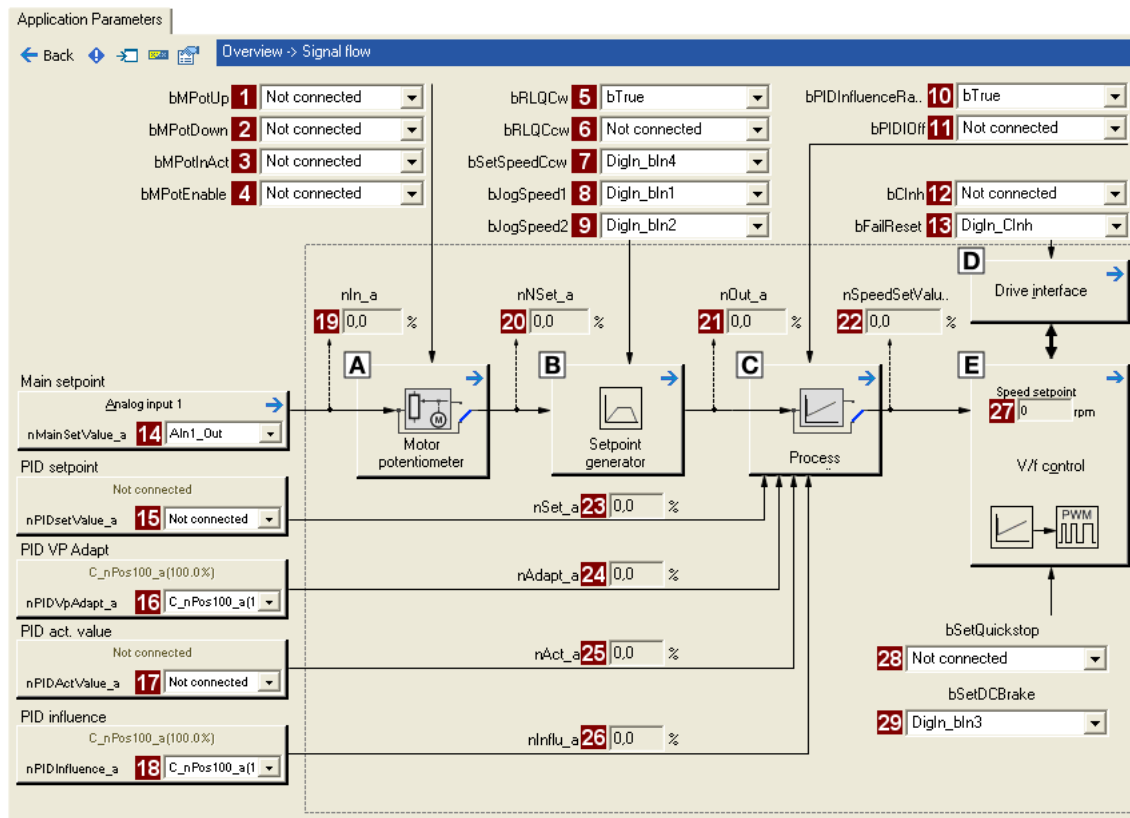 Application Parameters
Back
Overview -> Signal flow
bMPotUp 1 Not connected
bMPotDown 2 Not connected
bMPotInAct 3 Not connected
bMPotEnable 4 Not connected
bRLQCw 5 bTrue
bRLQCcw 6 Not connected
bSetSpeedCcw 7 DigIn_bIn4
bJogSpeed1 8 DigIn_bIn1
bJogSpeed2 9 DigIn_bIn2
bPIDInfluenceRa.. 10 bTrue
bPIDIOff 11 Not connected
bCInh 12 Not connected
bFailReset 13 DigIn_CInh
D
Drive interface
nIn_a
19 0,0 %
nNSet_a
20 0,0 %
nOut_a
21 0,0 %
nSpeedSetValu..
22 0,0 %
A
Motor
potentiometer
B
Setpoint
generator
C
Process
E
Speed setpoint
27 0 rpm
V/f control
PWM
Main setpoint
Analog input 1
nMainSetValue_a 14 AIn1_Out
PID setpoint
Not connected
nPIDsetValue_a 15 Not connected
nSet_a 23 0,0 %
PID VP Adapt
C_nPos100_a(100.0%)
nPIDVpAdapt_a 16 C_nPos100_a(1
nAdapt_a 24 0,0 %
PID act. value
Not connected
nPIDActValue_a 17 Not connected
nAct_a 25 0,0 %
PID influence
C_nPos100_a(100.0%)
nPIDInfluence_a 18 C_nPos100_a(1
nInflu_a 26 0,0 %
bSetQuickstop
28 Not connected
bSetDCBrake
29 DigIn_bIn3